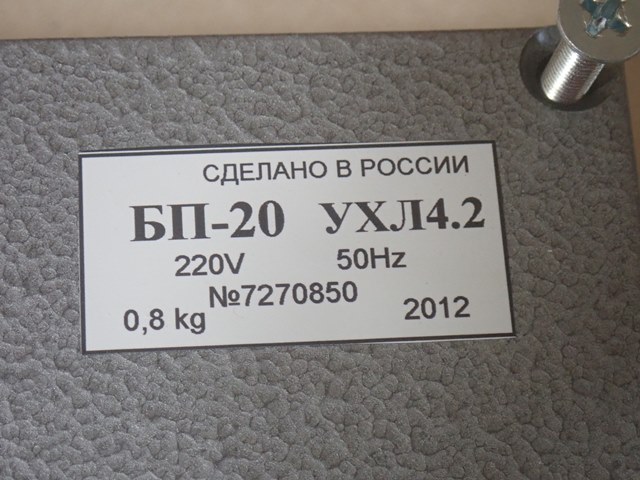 СДЕЛАНО В РОССИИ
БП-20 УХЛ4.2
220V 50Hz
№7270850
0,8 kg 2012